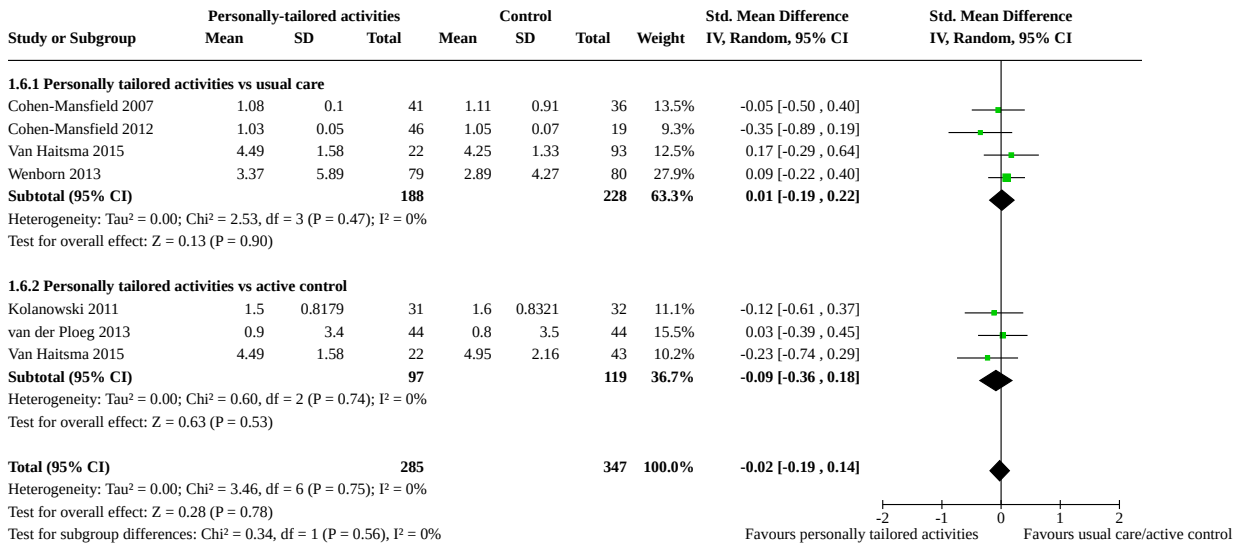 Personally-tailored activities Control Std. Mean Difference Std. Mean Difference
Study or Subgroup Mean SD Total Mean SD Total Weight IV, Random, 95% CI IV, Random, 95% CI
1.6.1 Personally tailored activities vs usual care
Cohen-Mansfield 2007 1.08 0.1 41 1.11 0.91 36 13.5% -0.05 [-0.50 , 0.40]
Cohen-Mansfield 2012 1.03 0.05 46 1.05 0.07 19 9.3% -0.35 [-0.89 , 0.19]
Van Haitsma 2015 4.49 1.58 22 4.25 1.33 93 12.5% 0.17 [-0.29 , 0.64]
Wenborn 2013 3.37 5.89 79 2.89 4.27 80 27.9% 0.09 [-0.22 , 0.40]
Subtotal (95% CI) 188 228 63.3% 0.01 [-0.19 , 0.22]
Heterogeneity: Tau² = 0.00; Chi² = 2.53, df = 3 (P = 0.47); I² = 0%
Test for overall effect: Z = 0.13 (P = 0.90)
1.6.2 Personally tailored activities vs active control
Kolanowski 2011 1.5 0.8179 31 1.6 0.8321 32 11.1% -0.12 [-0.61 , 0.37]
van der Ploeg 2013 0.9 3.4 44 0.8 3.5 44 15.5% 0.03 [-0.39 , 0.45]
Van Haitsma 2015 4.49 1.58 22 4.95 2.16 43 10.2% -0.23 [-0.74 , 0.29]
Subtotal (95% CI) 97 119 36.7% -0.09 [-0.36 , 0.18]
Heterogeneity: Tau² = 0.00; Chi² = 0.60, df = 2 (P = 0.74); I² = 0%
Test for overall effect: Z = 0.63 (P = 0.53)
Total (95% CI) 285 347 100.0% -0.02 [-0.19 , 0.14]
Heterogeneity: Tau² = 0.00; Chi² = 3.46, df = 6 (P = 0.75); I² = 0%
Test for overall effect: Z = 0.28 (P = 0.78)
-2 -1 0 1 2
Test for subgroup differences: Chi² = 0.34, df = 1 (P = 0.56), I² = 0% Favours personally tailored activities Favours usual care/active control